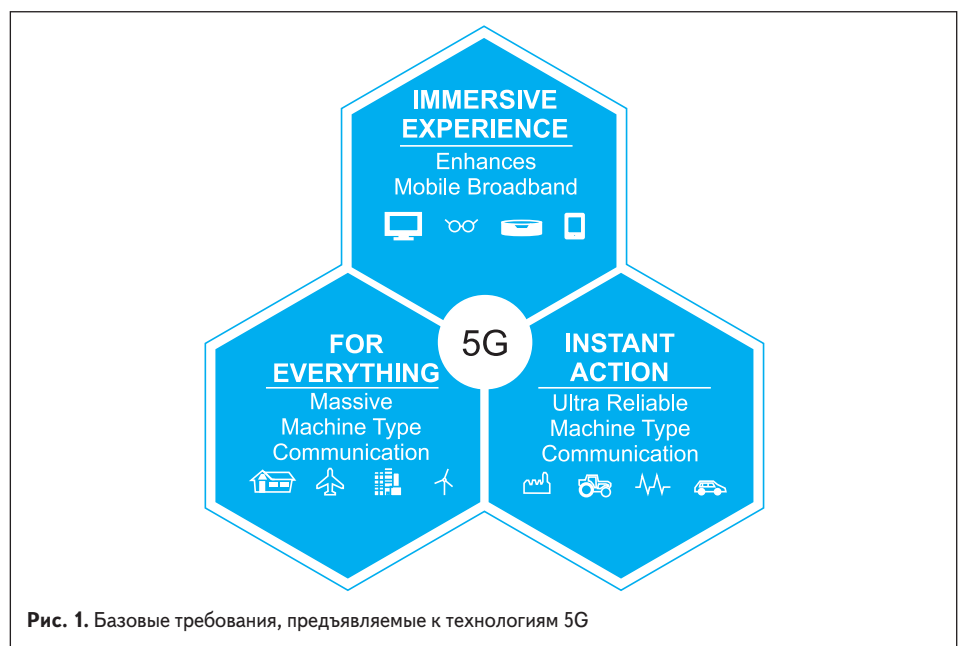 IMMERSIVE
EXPERIENCE
Enhances
Mobile Broadband
5G
FOR
EVERYTHING
Massive
Machine Type
Communication
INSTANT
ACTION
Ultra Reliable
Machine Type
Communication
Рис. 1. Базовые требования, предъявляемые к технологиям 5G